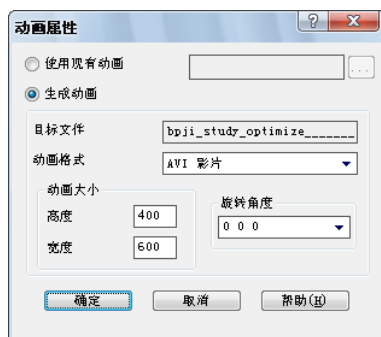 动画属性
使用现有动画
...
生成动画
目标文件 bpji_study_optimize_______
动画格式 AVI 影片
动画大小
高度 400
宽度 600
旋转角度
0 0 0
确定 取消 帮助(H)